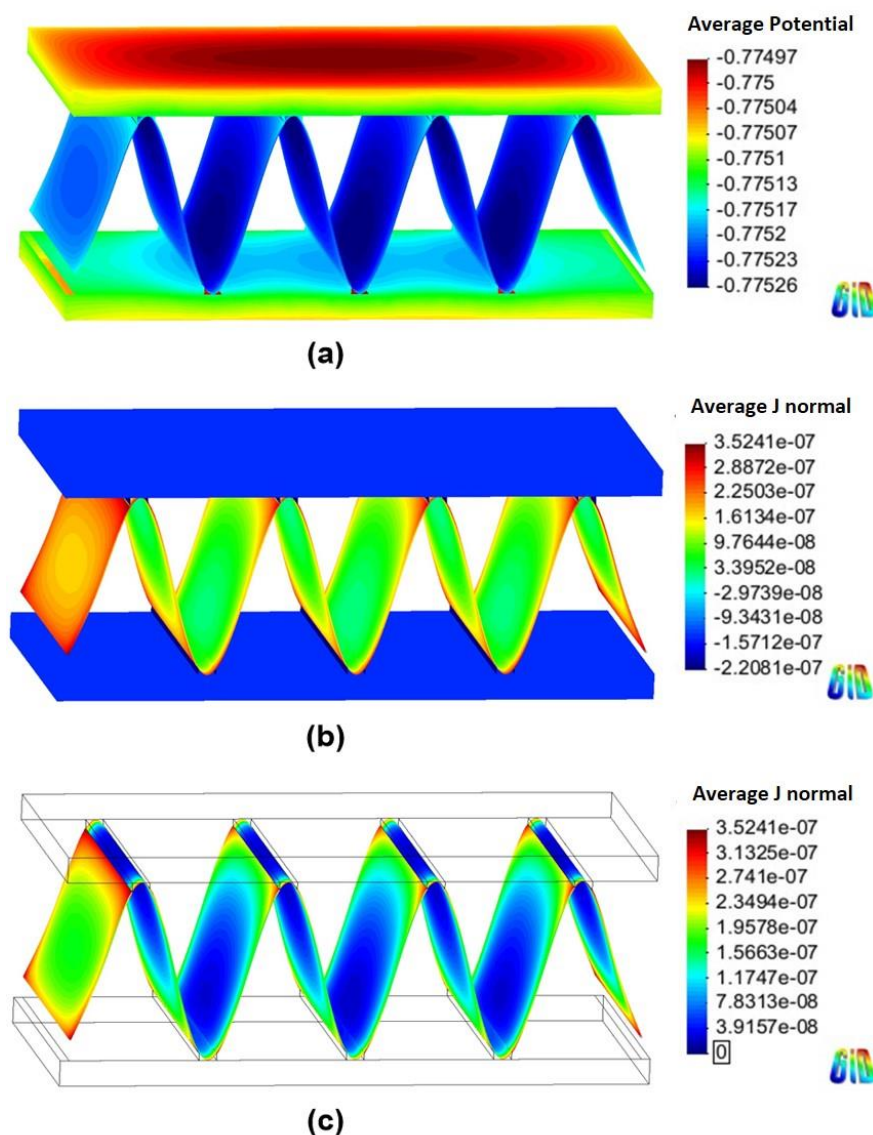 Average Potential
-0.77497
-0.775
-0.77504
-0.77507
-0.7751
-0.77513
-0.77517
-0.7752
-0.77523
-0.77526
GiD
(a)
Average J normal
3.5241e-07
2.8872e-07
2.2503e-07
1.6134e-07
9.7644e-08
3.3952e-08
-2.9739e-08
-9.3431e-08
-1.5712e-07
-2.2081e-07
GiD
(b)
Average J normal
3.5241e-07
3.1325e-07
2.741e-07
2.3494e-07
1.9578e-07
1.5663e-07
1.1747e-07
7.8313e-08
3.9157e-08
0
GiD
(c)